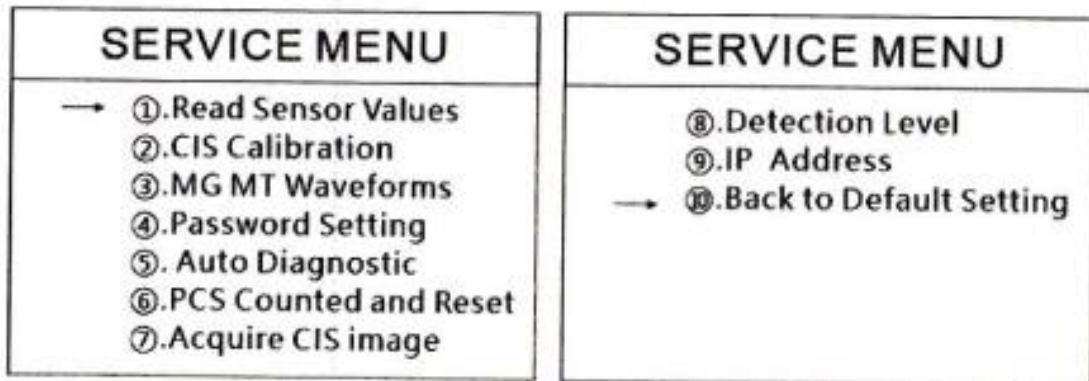 SERVICE MENU
→ ①.Read Sensor Values
②.CIS Calibration
③.MG MT Waveforms
④.Password Setting
⑤. Auto Diagnostic
⑥.PCS Counted and Reset
⑦.Acquire CIS image
SERVICE MENU
⑧.Detection Level
⑨.IP  Address
→ ⑩.Back to Default Setting